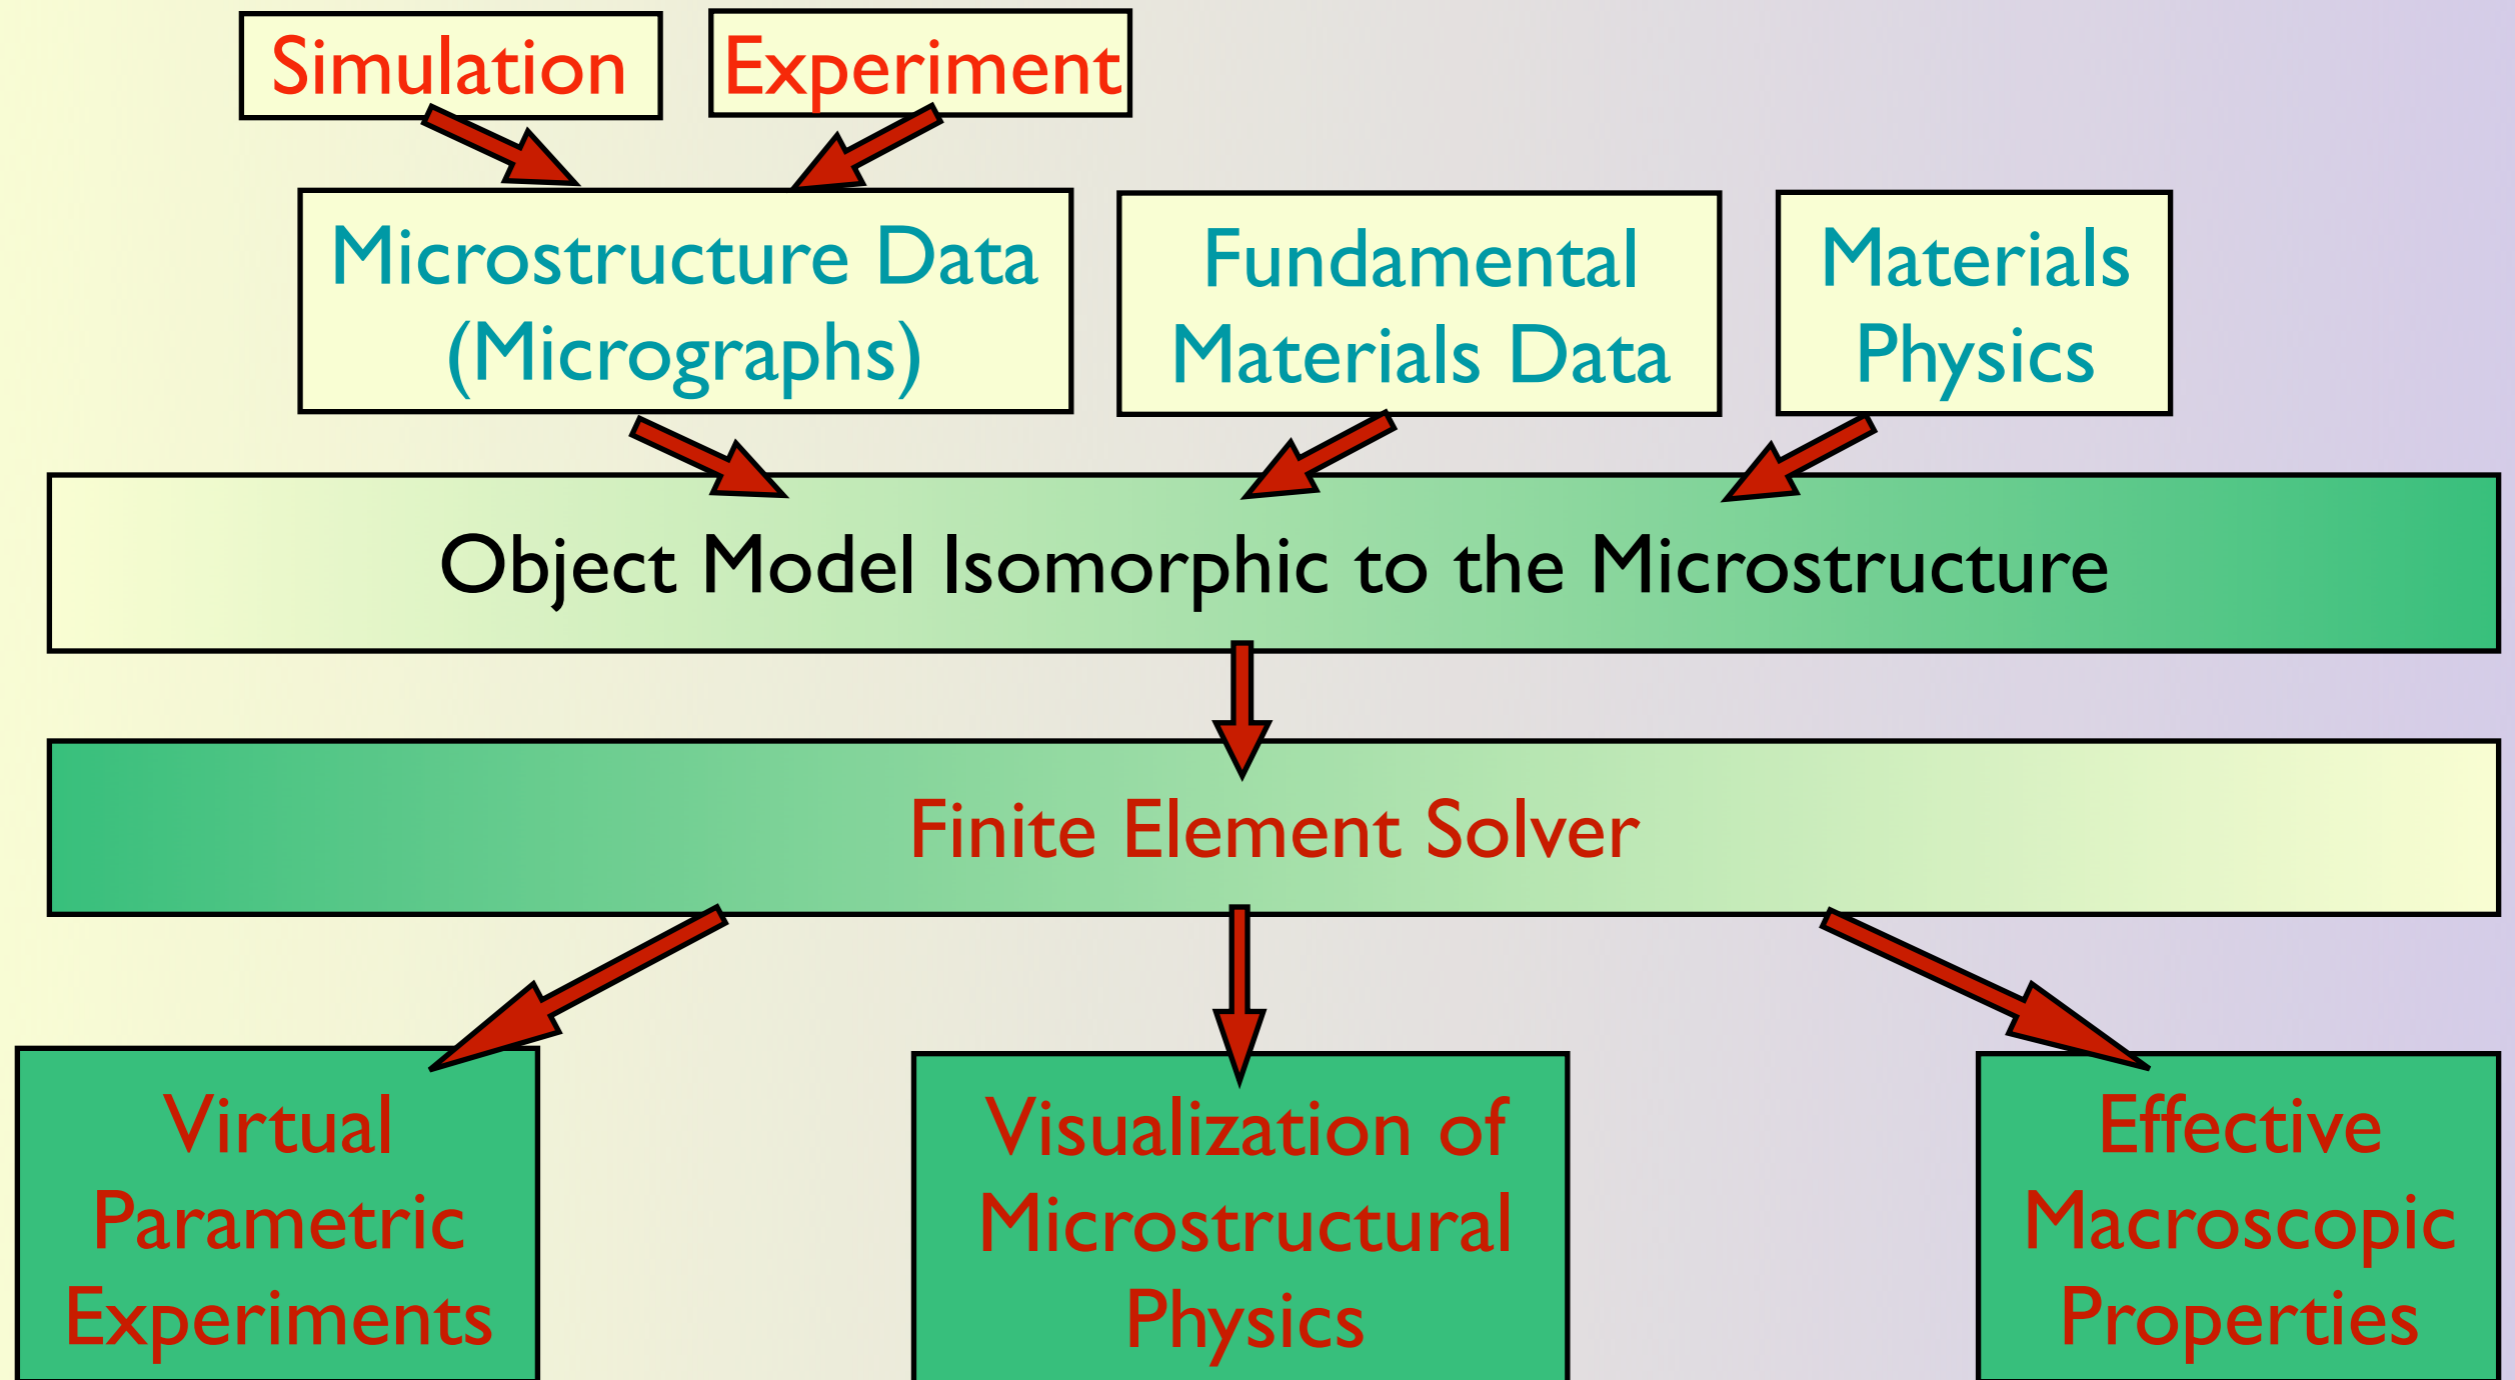 Simulation
Experiment
Microstructure Data
(Micrographs)
Fundamental
Materials Data
Materials
Physics
Object Model Isomorphic to the Microstructure
Finite Element Solver
Virtual
Parametric
Experiments
Visualization of
Microstructural
Physics
Effective
Macroscopic
Properties